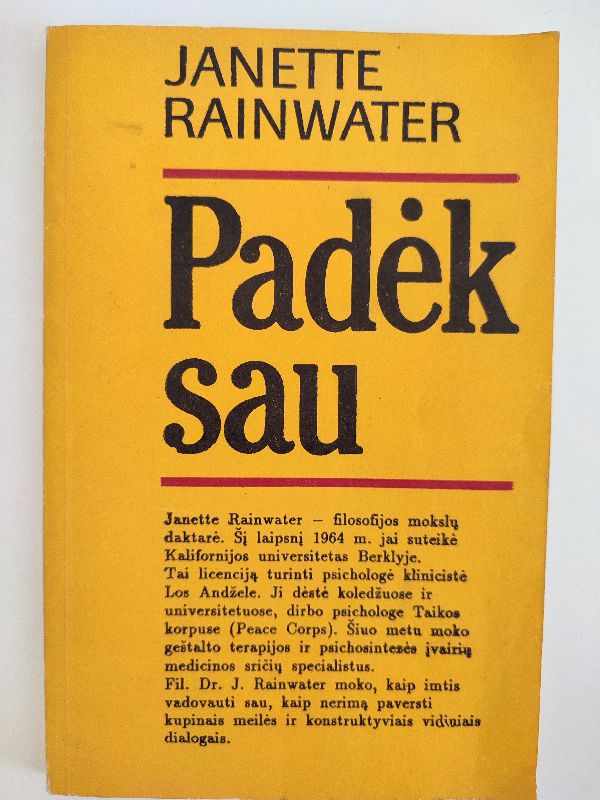 JANETTE
RAINWATER
Padėk
sau
Janette Rainwater – filosofijos mokslų
daktarė. Šį laipsnį 1964 m. jai suteikė
Kalifornijos universitetas Berklyje.
Tai licenciją turinti psichologė klinicistė
Los Andžele. Ji dėstė koledžuose ir
universitetuose, dirbo psichologe Taikos
korpuse (Peace Corps). Šiuo metu moko
geštalto terapijos ir psichosintezės įvairių
medicinos sričių specialistus.
Fil. Dr. J. Rainwater moko, kaip imtis
vadovauti sau, kaip nerimą paversti
kupinais meilės ir konstruktyviais vidiniais
dialogais.